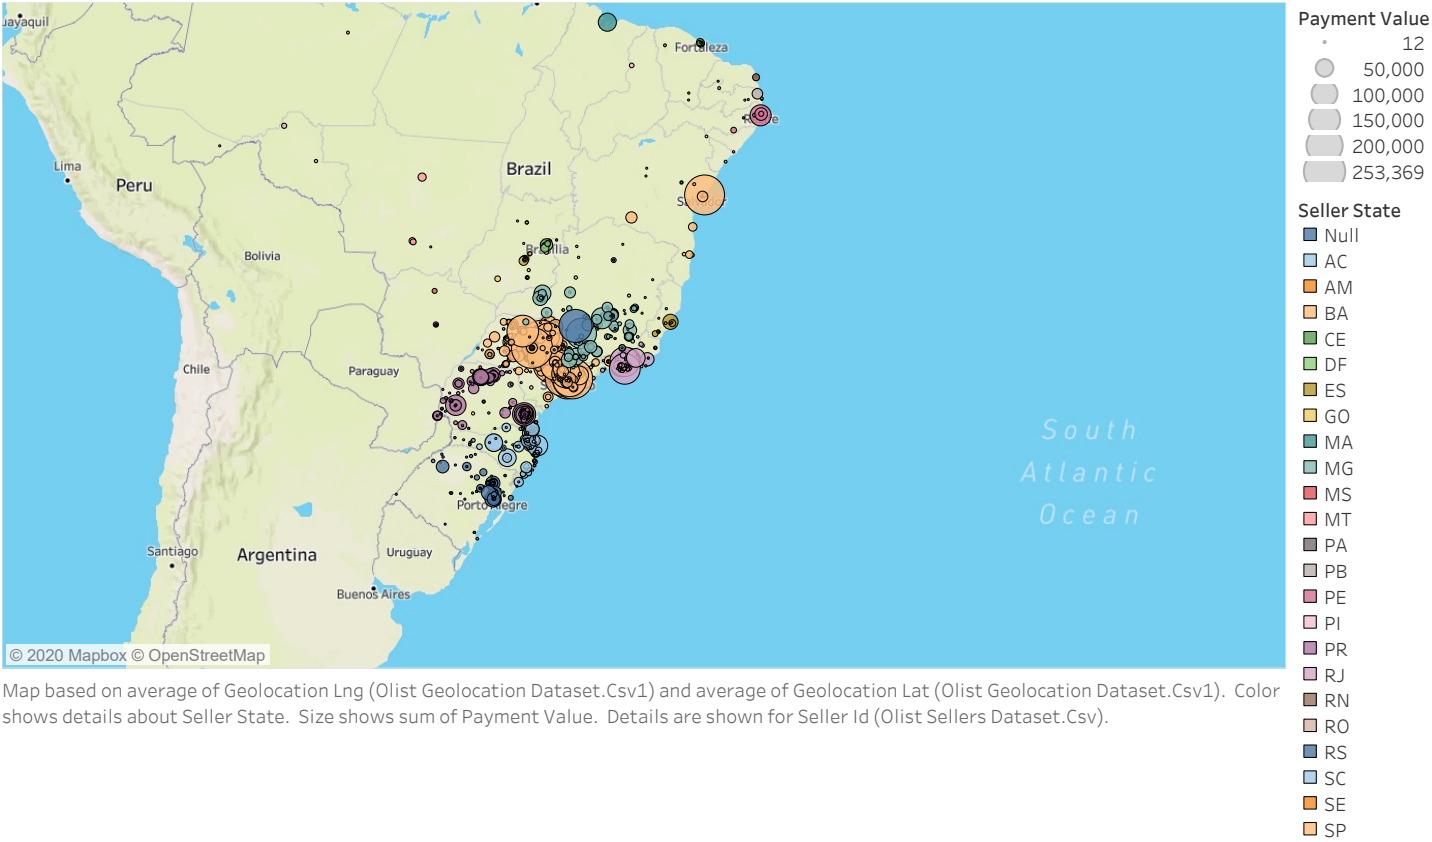 uayaquil
Fortaleza
Lima
Peru
Brazil
Brasília
Bolivia
Chile
Paraguay
Porto Alegre
Santiago
Argentina
Uruguay
Buenos Aires
South
Atlantic
Ocean
© 2020 Mapbox © OpenStreetMap
Map based on average of Geolocation Lng (Olist Geolocation Dataset.Csv1) and average of Geolocation Lat (Olist Geolocation Dataset.Csv1). Color
shows details about Seller State. Size shows sum of Payment Value. Details are shown for Seller Id (Olist Sellers Dataset.Csv).
Payment Value
12
50,000
100,000
150,000
200,000
253,369
Seller State
Null
AC
AM
BA
CE
DF
ES
GO
MA
MG
MS
MT
PA
PB
PE
PI
PR
RJ
RN
RO
RS
SC
SE
SP